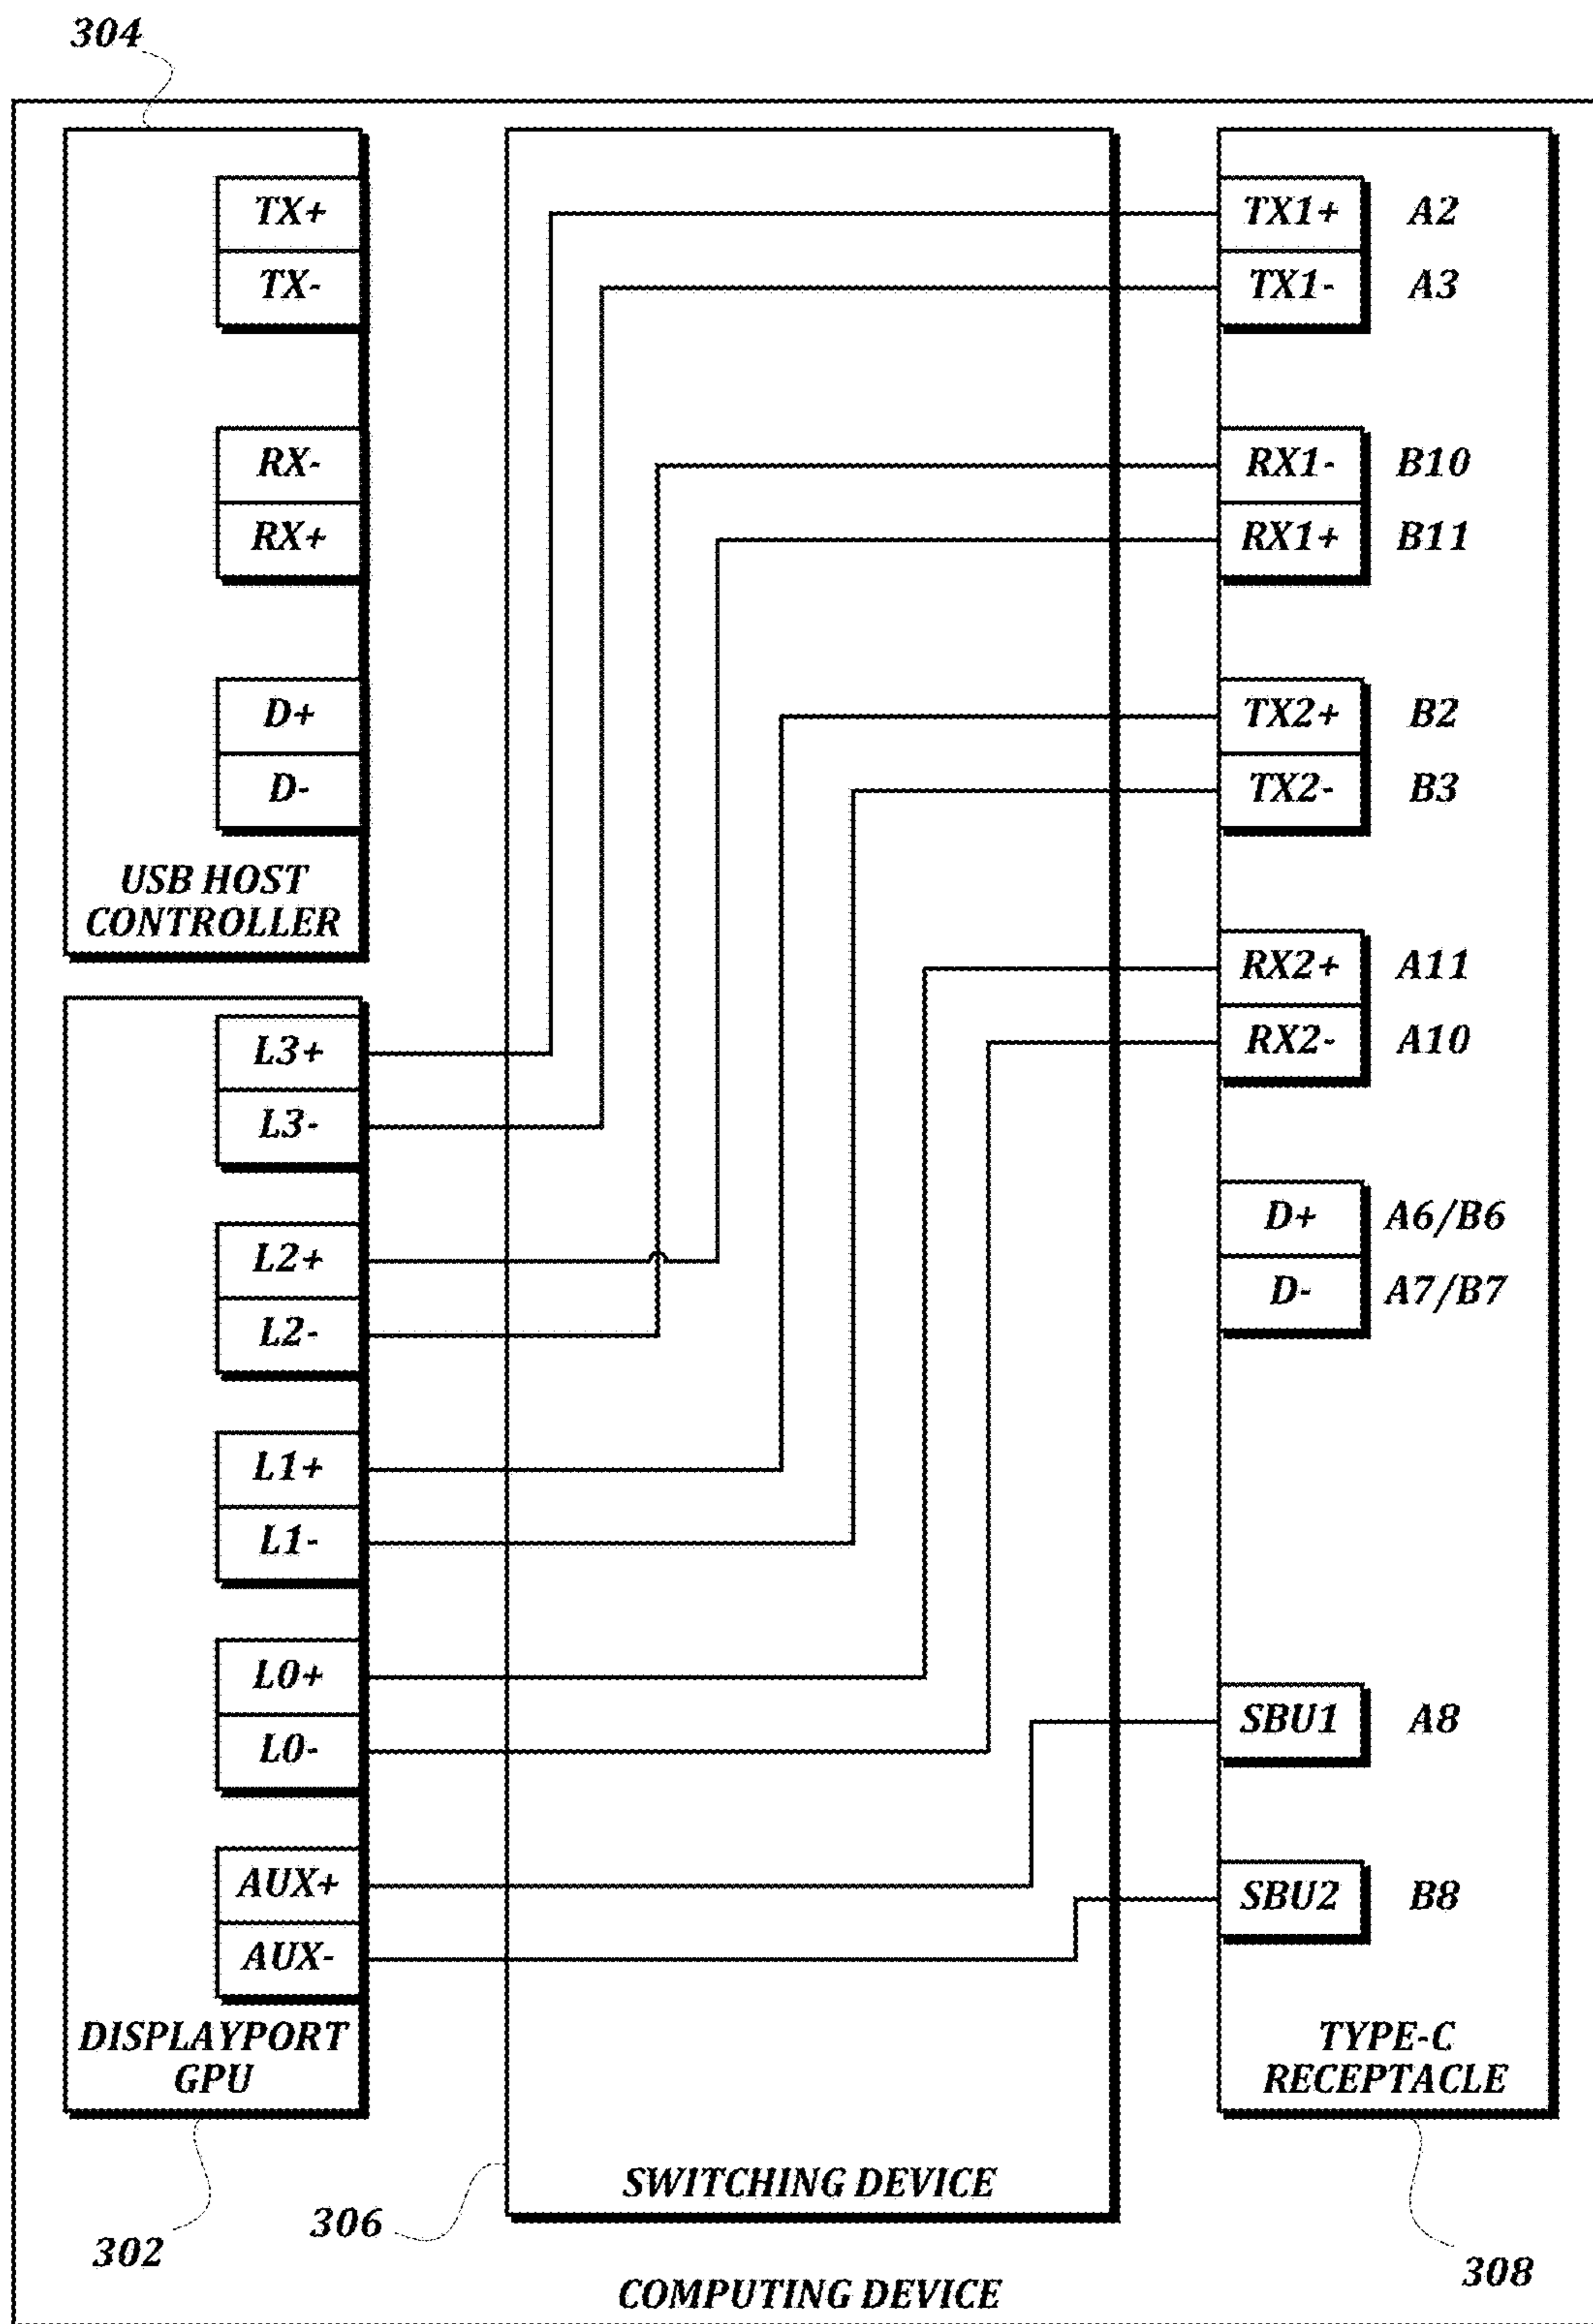 304
TX+
TX-
RX-
RX+
D+
D-
USB HOST
CONTROLLER
L3+
L3-
L2+
L2-
L1+
L1-
L0+
L0-
AUX+
AUX-
DISPLAYPORT
GPU
302
306
SWITCHING DEVICE
TX1+ A2
TX1- A3
RX1- B10
RX1+ B11
TX2+ B2
TX2- B3
RX2+ A11
RX2- A10
D+ A6/B6
D- A7/B7
SBU1 A8
SBU2 B8
TYPE-C
RECEPTACLE
308
COMPUTING DEVICE